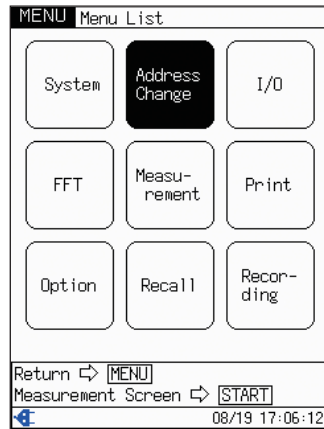 MENU Menu List
System
Address
Change
I/O
FFT
Measu-
rement
Print
Option
Recall
Recor-
ding
Return ⇨ MENU
Measurement Screen ⇨ START
08/19 17:06:12